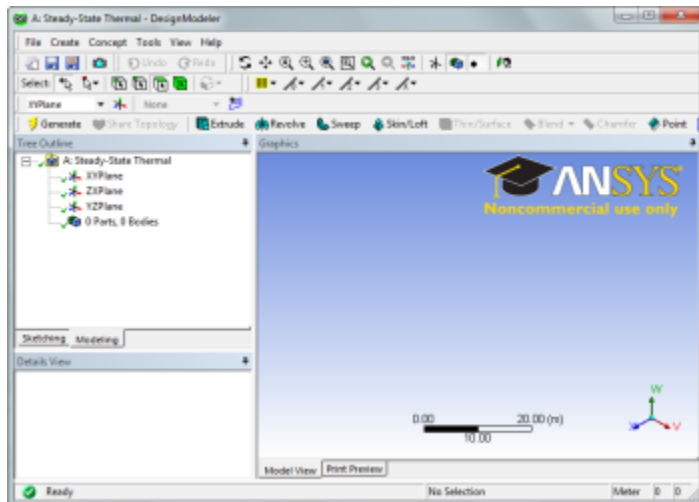 A: Steady-State Thermal - DesignModeler
File Create Concept Tools View Help
Undo Redo
Select:
XYPlane None
Generate Share Topology Extrude Revolve Sweep Skin/Loft Thin/Surface Blend Chamfer Point
Tree Outline
A: Steady-State Thermal
XYPlane
ZXPlane
YZPlane
0 Parts, 0 Bodies
Sketching Modeling
Details View
Graphics
ANSYS
Noncommercial use only
0.00 20.00 (m)
10.00
Model View Print Preview
Ready No Selection Meter 0 0